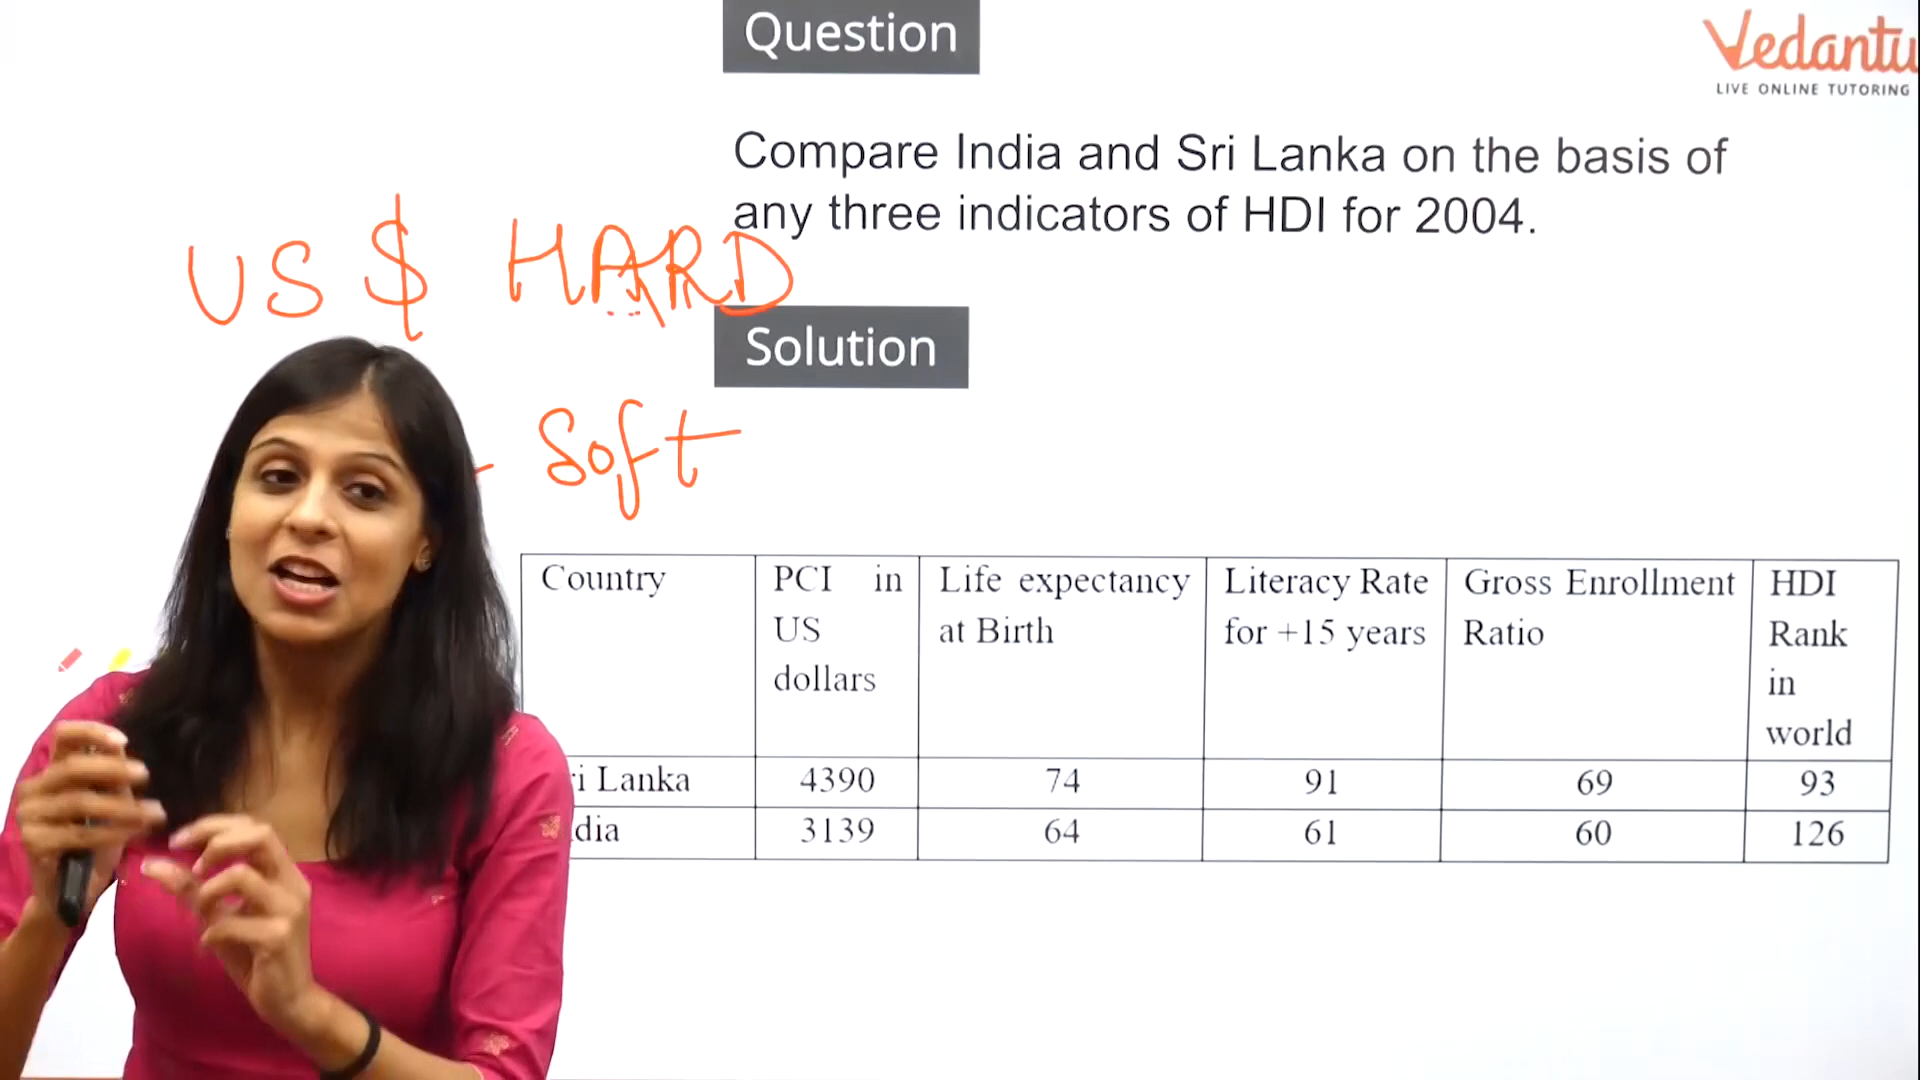 Question
Vedantu
LIVE ONLINE TUTORING
Compare India and Sri Lanka on the basis of
any three indicators of HDI for 2004.
US $ HARD
Solution
Soft
Country
PCI in
US
dollars
Life expectancy
at Birth
Literacy Rate
for +15 years
Gross Enrollment
Ratio
HDI
Rank
in
world
ri Lanka 4390 74 91 69 93
dia 3139 64 61 60 126